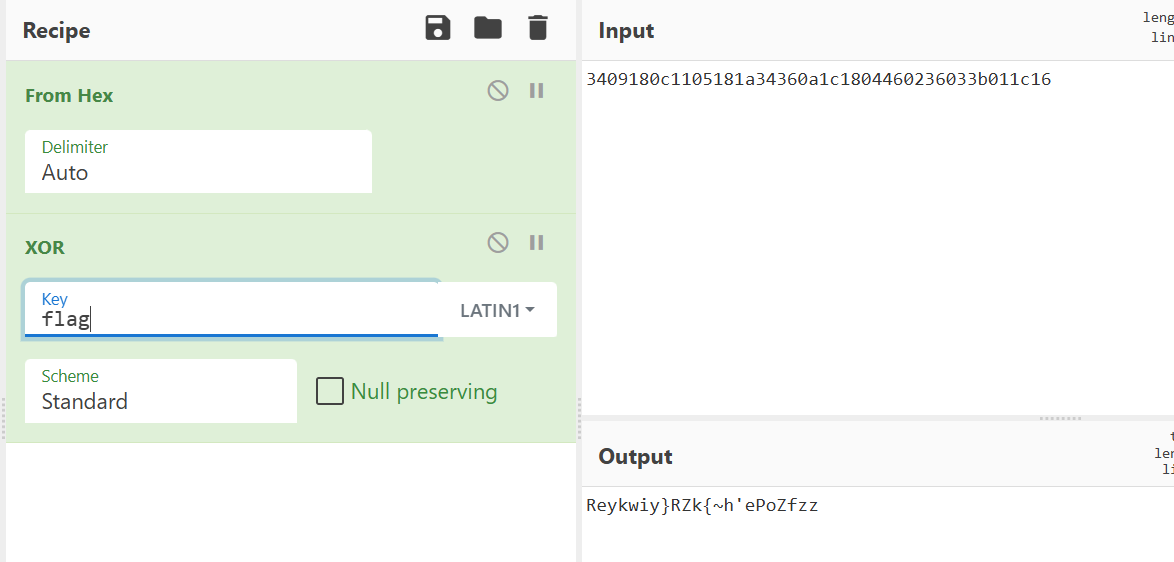 Recipe
Input
leng
lin
From Hex
3409180c1105181a34360a1c1804460236033b011c16
Delimiter
Auto
XOR
Key
flag
LATIN1
Scheme
Standard
Null preserving
Output
len
li
Reykwiy}RZk{~h'ePoZfzz